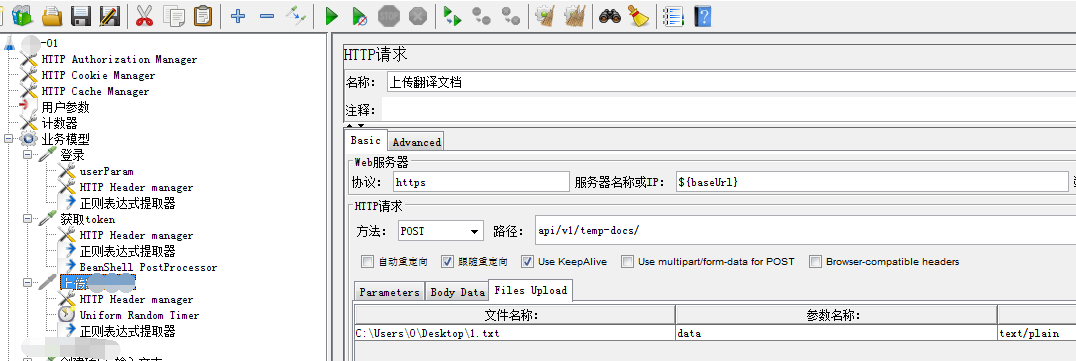 -01
HTTP Authorization Manager
HTTP Cookie Manager
HTTP Cache Manager
用户参数
计数器
业务模型
登录
userParam
HTTP Header manager
正则表达式提取器
获取token
HTTP Header manager
正则表达式提取器
BeanShell PostProcessor
上传
HTTP Header manager
Uniform Random Timer
正则表达式提取器
HTTP请求
名称： 上传翻译文档
注释：
Basic Advanced
Web服务器
协议： https 服务器名称或IP： ${baseUrl}
HTTP请求
方法： POST 路径： api/v1/temp-docs/
自动重定向 跟随重定向 Use KeepAlive Use multipart/form-data for POST Browser-compatible headers
Parameters Body Data Files Upload
文件名称： 参数名称：
C:\Users\0\Desktop\1.txt data text/plain